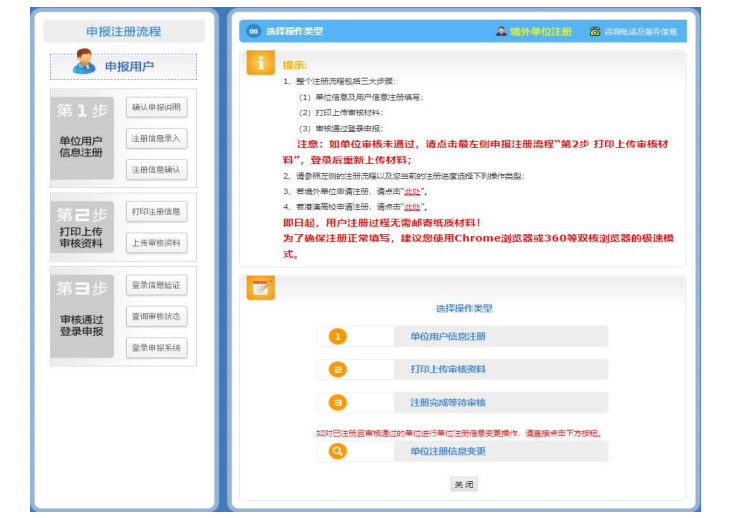 申报注册流程
申报用户
第1步
单位用户
信息注册
确认申报说明
注册信息录入
注册信息确认
第二步
打印上传
审核资料
打印注册信息
上传审核资料
第三步
审核通过
登录申报
登录信息验证
查询审核状态
登录申报系统
00 选择操作类型
境外单位注册
咨询电话及服务信息
提示:
1、整个注册流程包括三大步骤:
(1) 单位信息及用户信息注册填写;
(2) 打印上传审核材料;
(3) 审核通过登录申报;
注意:如单位审核未通过,请点击最左侧申报注册流程"第2步 打印上传审核材
料",登录后重新上传材料;
2、请参照左侧的注册流程以及您当前的注册进度选择下列操作类型;
3、若境外单位申请注册,请点击"此处"。
4、若港澳高校申请注册,请点击"此处"。
即日起,用户注册过程无需邮寄纸质材料!
为了确保注册正常填写,建议您使用Chrome浏览器或360等双核浏览器的极速模
式。
选择操作类型
1 单位用户信息注册
二 打印上传审核资料
三 注册完成等待审核
如对已注册且审核通过的单位进行单位注册信息变更操作,请直接点击下方按钮。
单位注册信息变更
关闭